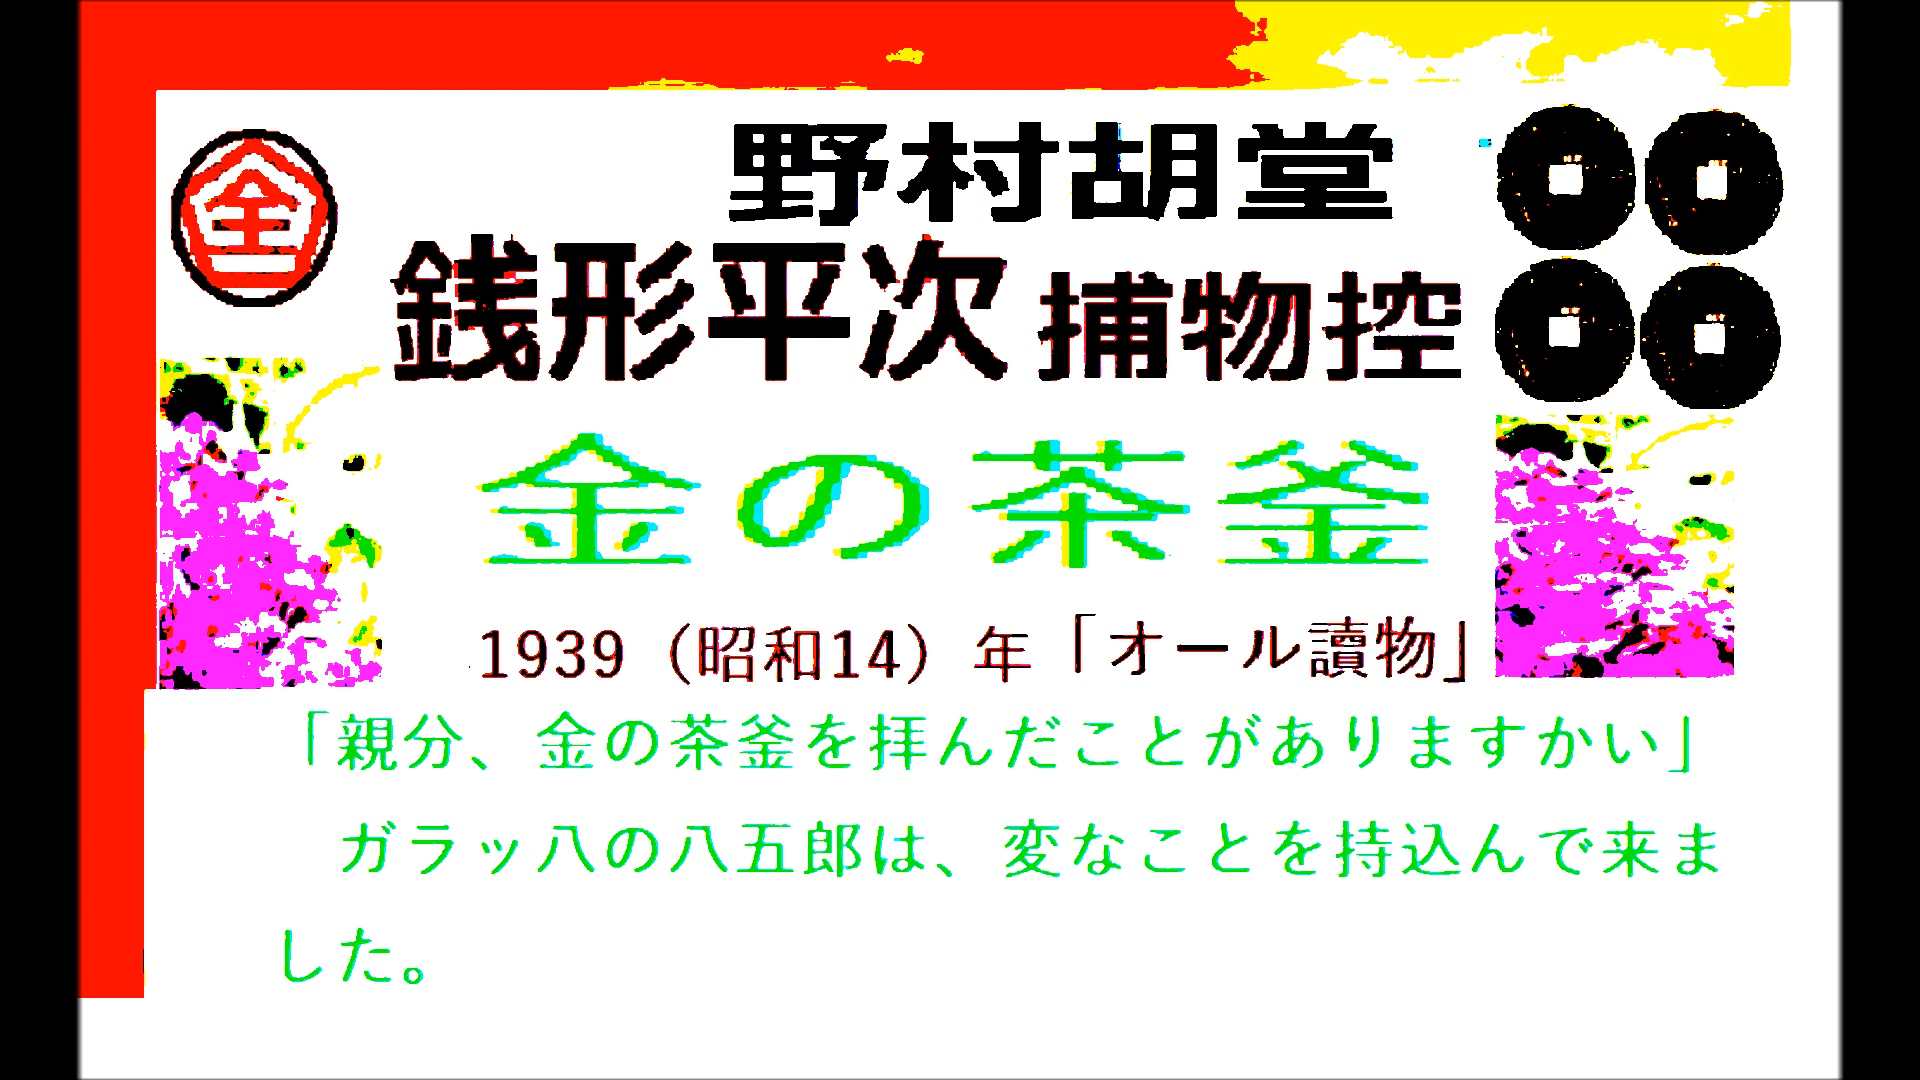 野村胡堂
金
銭形平次 捕物控
金の茶釜
1939（昭和14）年「オール讀物」
「親分、金の茶釜を拝んだことがありますかい」
　ガラッ八の八五郎は、変なことを持込んで来ま
した。